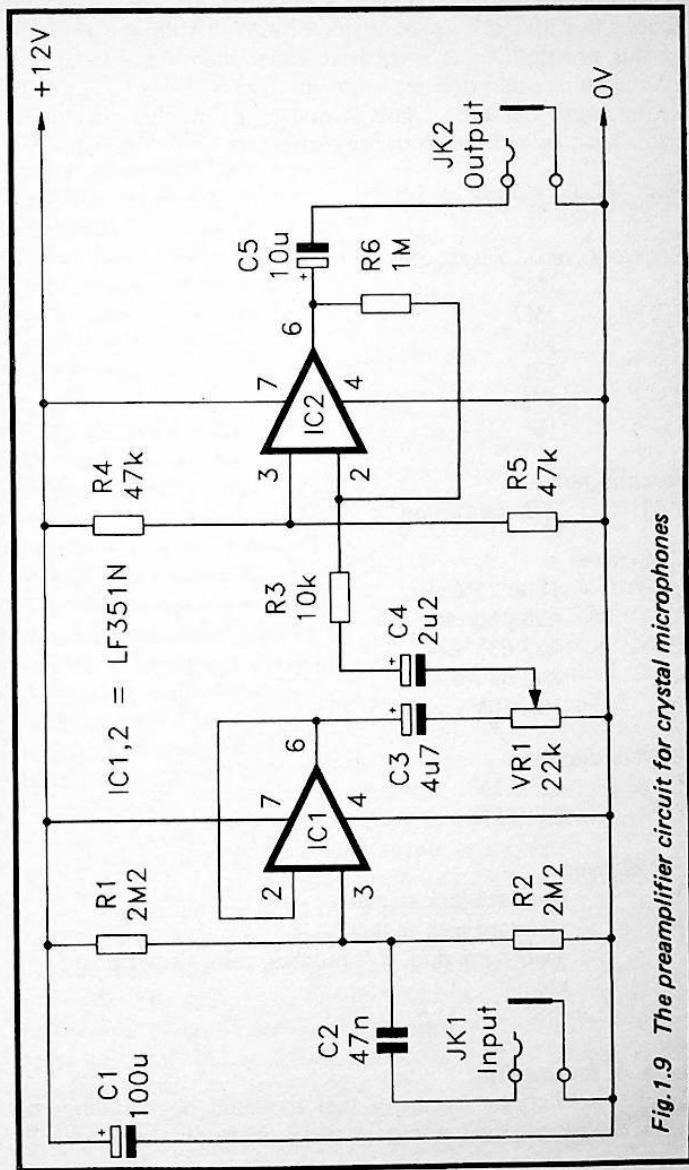 +12V
C1
100u
R1
2M2
IC1,2 = LF351N
R4
47k
C5
10u
+
+
7
2
IC1
6
3
4
7
3
IC2
6
2
4
R6
1M
JK2
Output
C2
47n
R3
10k
+
C3
4u7
+
C4
2u2
JK1
Input
R2
2M2
VR1
22k
R5
47k
0V
Fig.1.9 The preamplifier circuit for crystal microphones